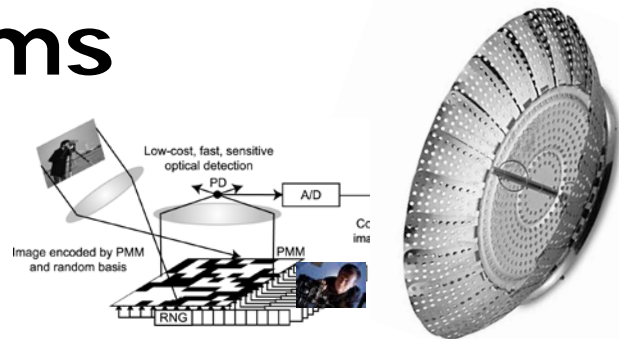 ms
Low-cost, fast, sensitive
optical detection
PD
A/D
Image encoded by PMM
and random basis
PMM
RNG